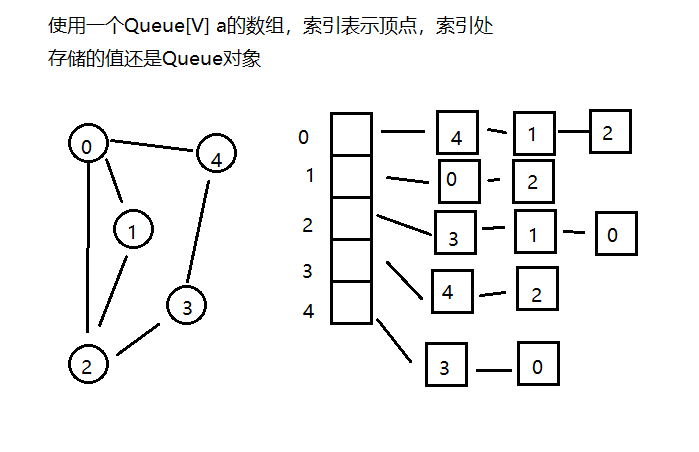 使用一个Queue[V] a的数组，索引表示顶点，索引处
存储的值还是Queue对象
0 4 1 2 3
0 4 1 2
1 0 2
2 3 1 0
3 4 2
4 3 0